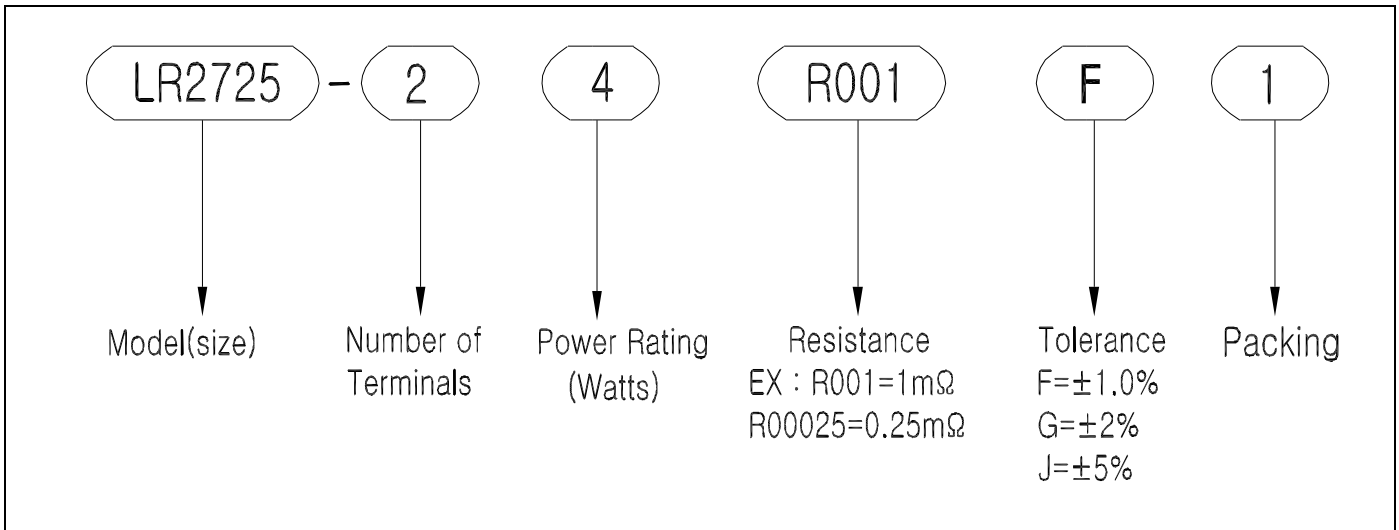 LR2725 - 2 4 R001 F 1
Model(size)
Number of
Terminals
Power Rating
(Watts)
Resistance
EX : R001=1mΩ
R00025=0.25mΩ
Tolerance
F=±1.0%
G=±2%
J=±5%
Packing